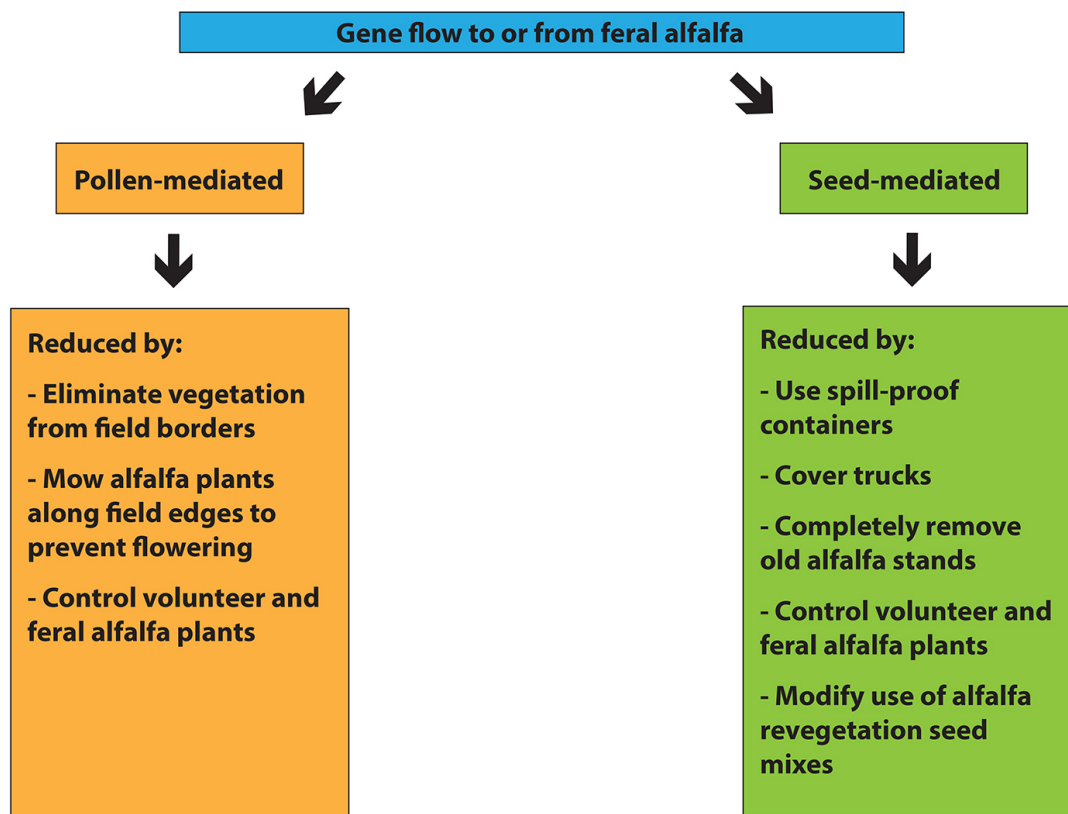 Gene flow to or from feral alfalfa
Pollen-mediated
Reduced by:
- Eliminate vegetation
from field borders
- Mow alfalfa plants
along field edges to
prevent flowering
- Control volunteer and
feral alfalfa plants
Seed-mediated
Reduced by:
- Use spill-proof
containers
- Cover trucks
- Completely remove
old alfalfa stands
- Control volunteer and
feral alfalfa plants
- Modify use of alfalfa
revegetation seed
mixes